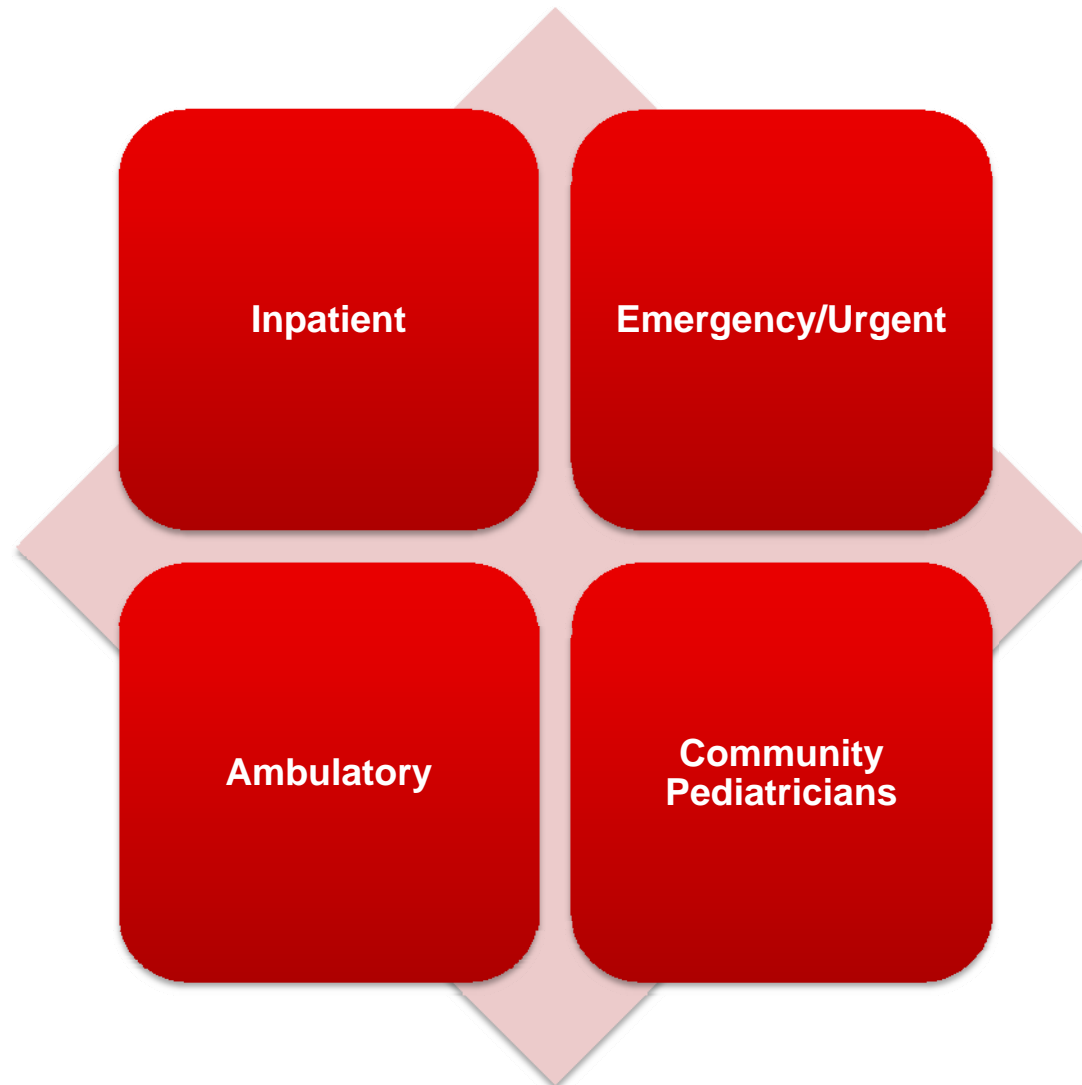 Inpatient
Emergency/Urgent
Ambulatory
Community
Pediatricians